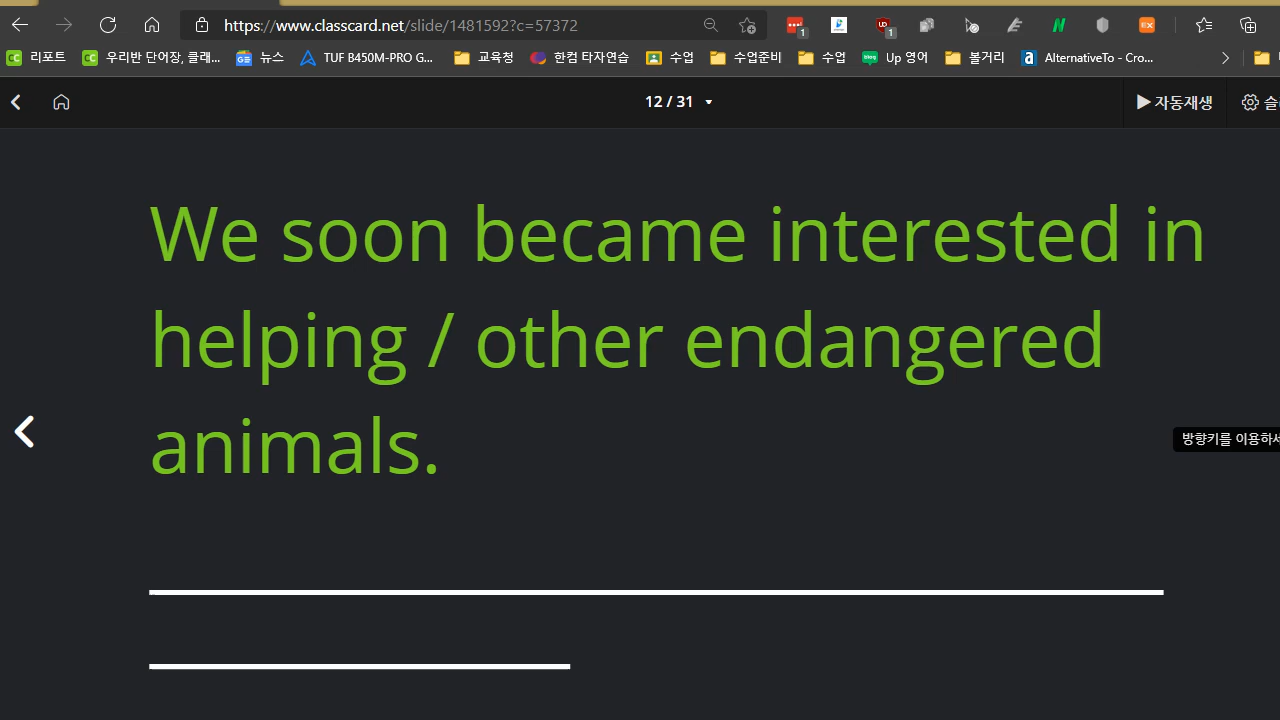 https://www.classcard.net/slide/1481592?c=57372
1
1
리포트 우리반 단어장, 클래... 뉴스 TUF B450M-PRO G... 교육청 한컴 타자연습 수업 수업준비 수업 Up 영어 볼거리 AlternativeTo - Cro...
12 / 31 자동재생
We soon became interested in
helping / other endangered
animals.